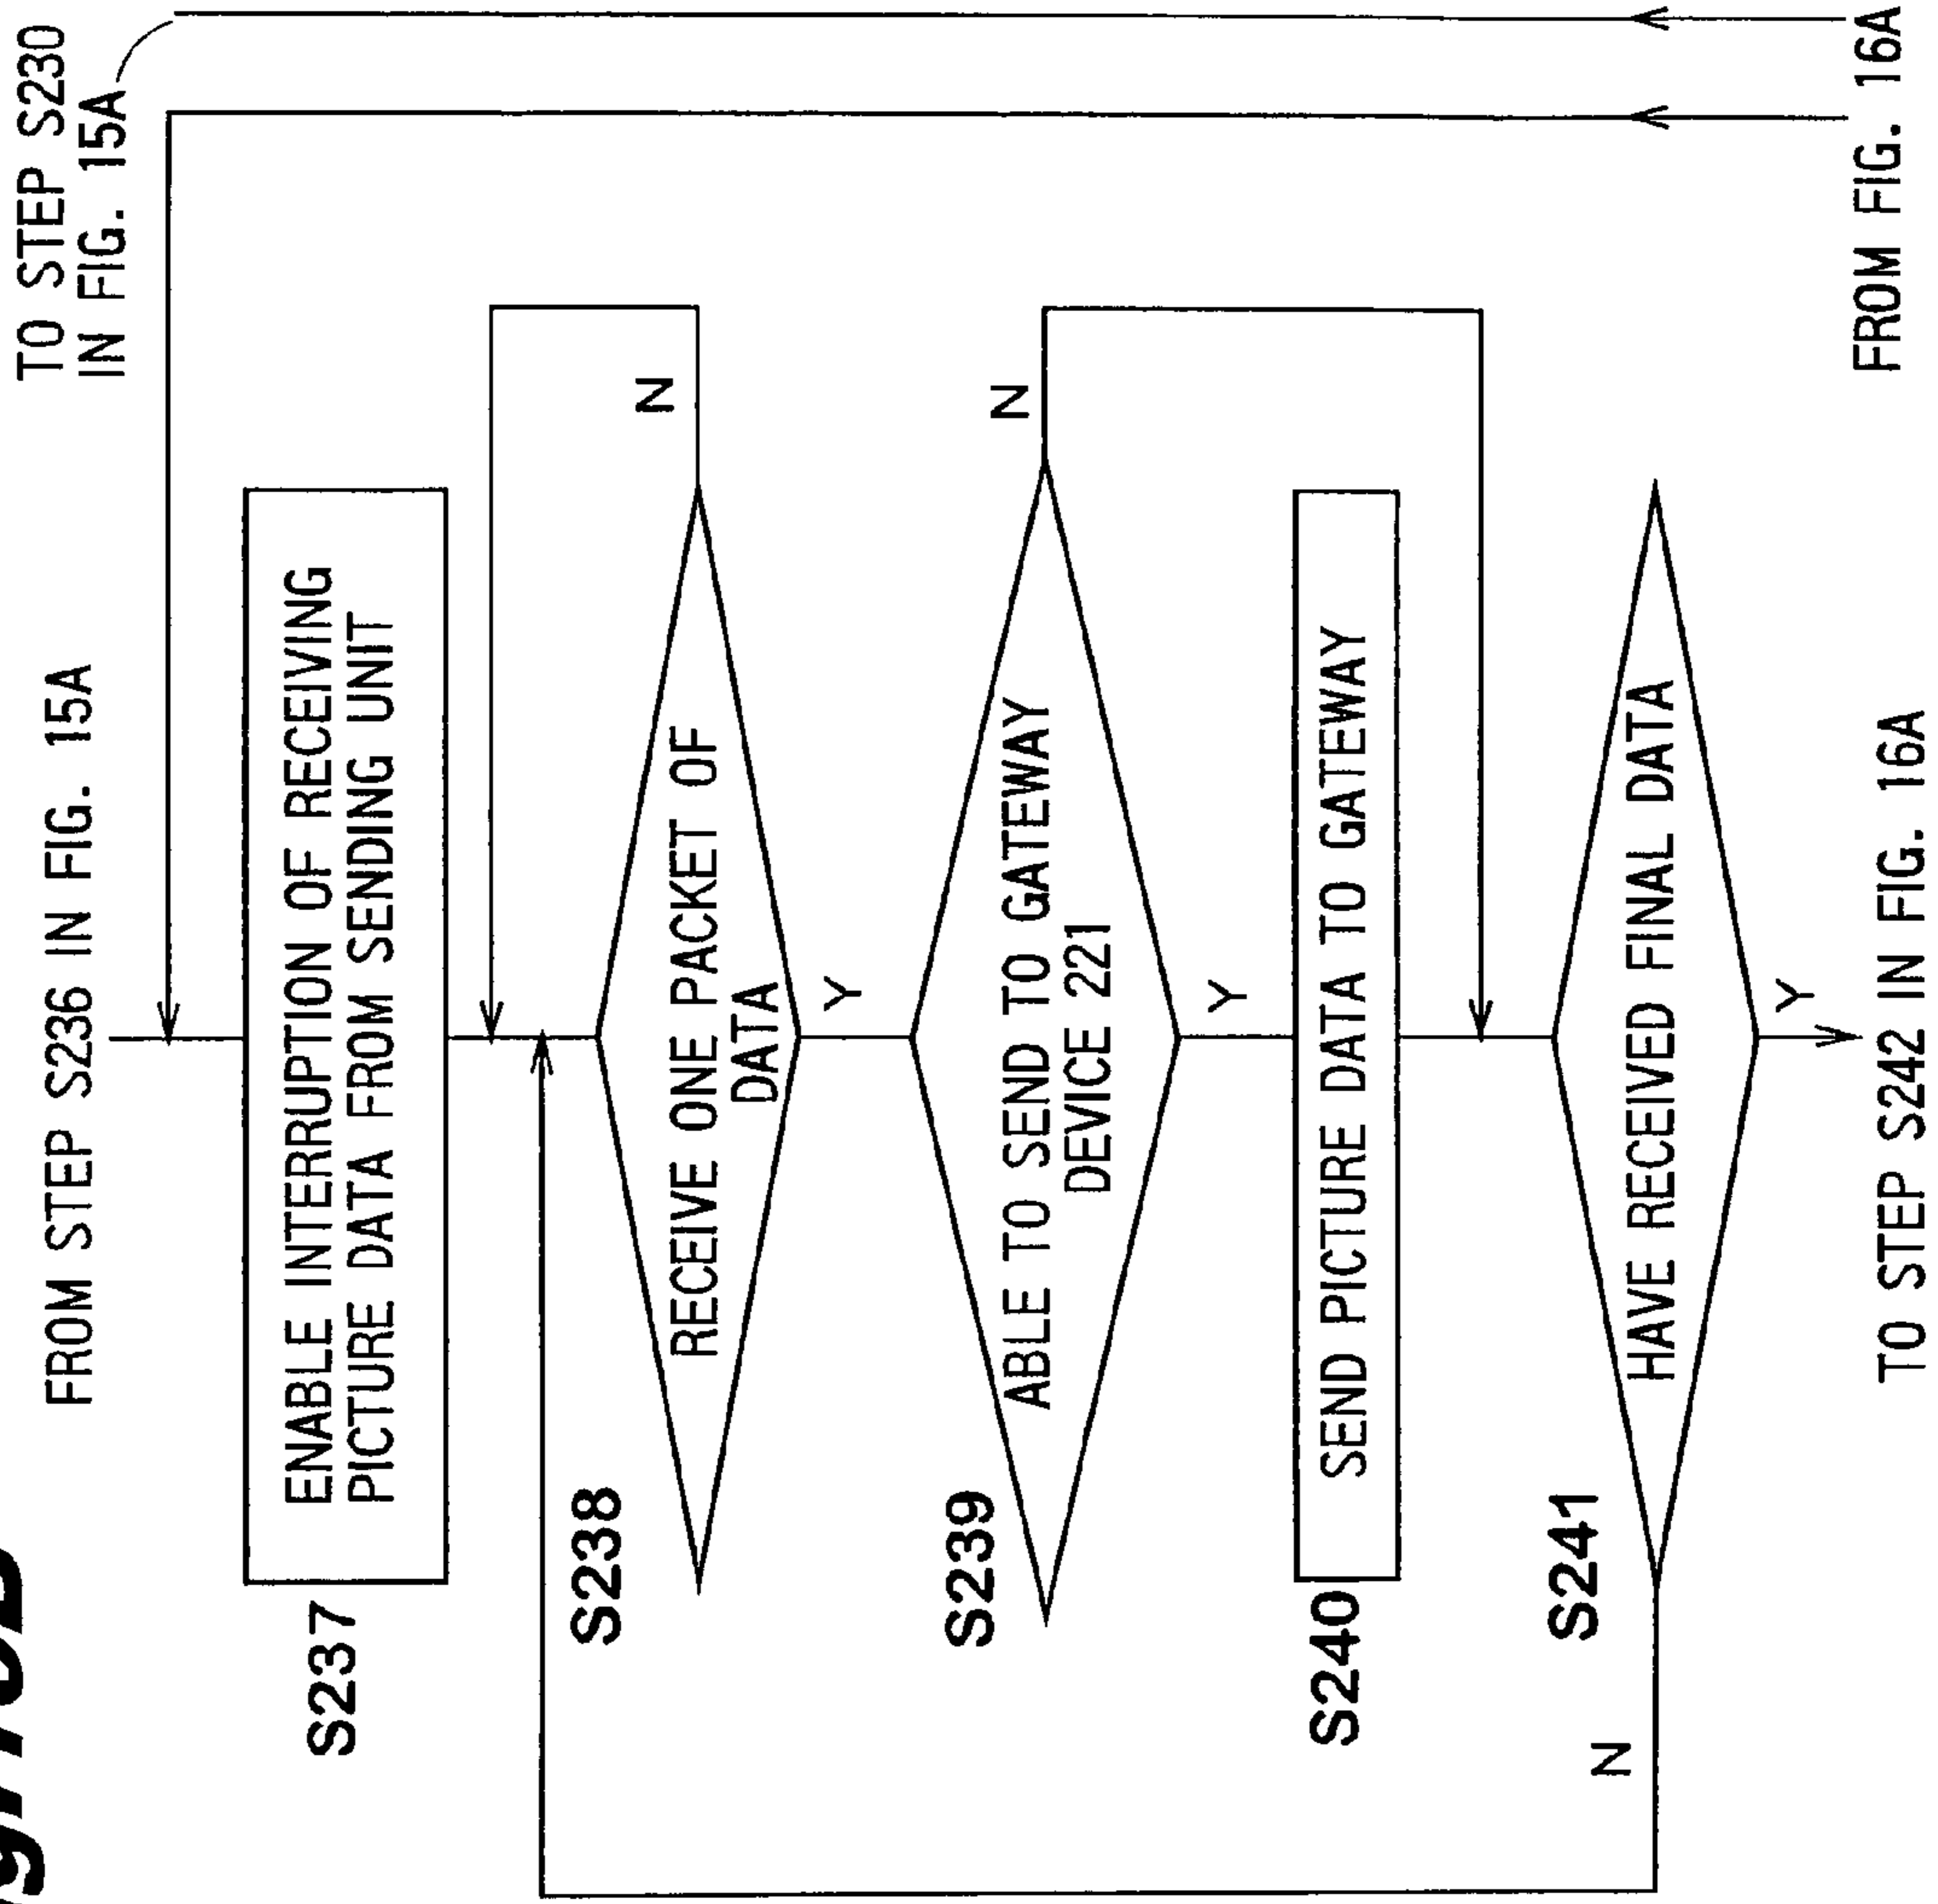 FROM STEP S236 IN FIG. 15A
TO STEP S230
IN FIG. 15A
S237
ENABLE INTERRUPTION OF RECEIVING
PICTURE DATA FROM SENDING UNIT
S238
RECEIVE ONE PACKET OF
DATA
N
Y
S239
ABLE TO SEND TO GATEWAY
DEVICE 221
N
Y
S240
SEND PICTURE DATA TO GATEWAY
S241
HAVE RECEIVED FINAL DATA
N
Y
TO STEP S242 IN FIG. 16A
FROM FIG. 16A